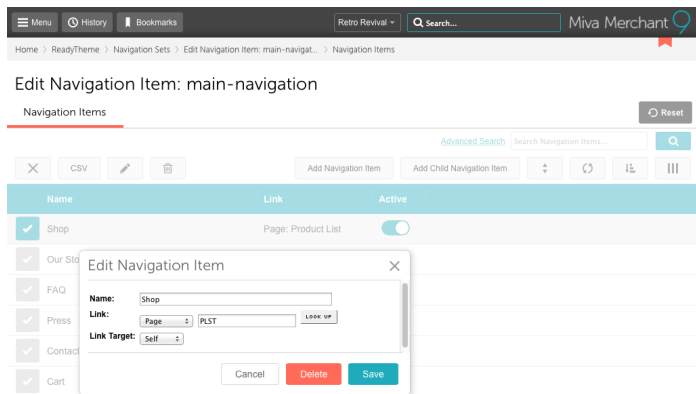 Menu History Bookmarks Retro Revival Search... Miva Merchant 9
Home > ReadyTheme > Navigation Sets > Edit Navigation Item: main-navigat... > Navigation Items
Edit Navigation Item: main-navigation
Navigation Items
Reset
Advanced Search Search Navigation Items...
CSV Add Navigation Item Add Child Navigation Item
Name Link Active
Shop Page: Product List
Our Sto
FAQ
Press
Contact
Cart
Edit Navigation Item
Name: Shop
Link: Page PLST LOOK UP
Link Target: Self
Cancel Delete Save